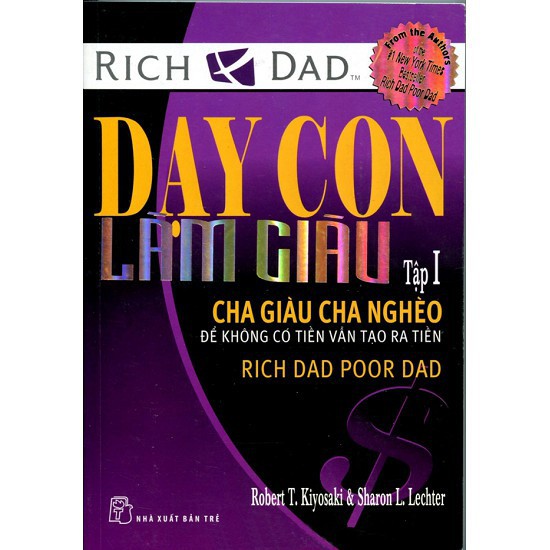 RICH DAD™
From the Authors
of the
#1 New York Times
Bestseller
Rich Dad Poor Dad
DẠY CON
LÀM GIÀU
Tập I
CHA GIÀU CHA NGHÈO
ĐỂ KHÔNG CÓ TIỀN VẪN TẠO RA TIỀN
RICH DAD POOR DAD
$
Robert T. Kiyosaki & Sharon L. Lechter
NHÀ XUẤT BẢN TRẺ